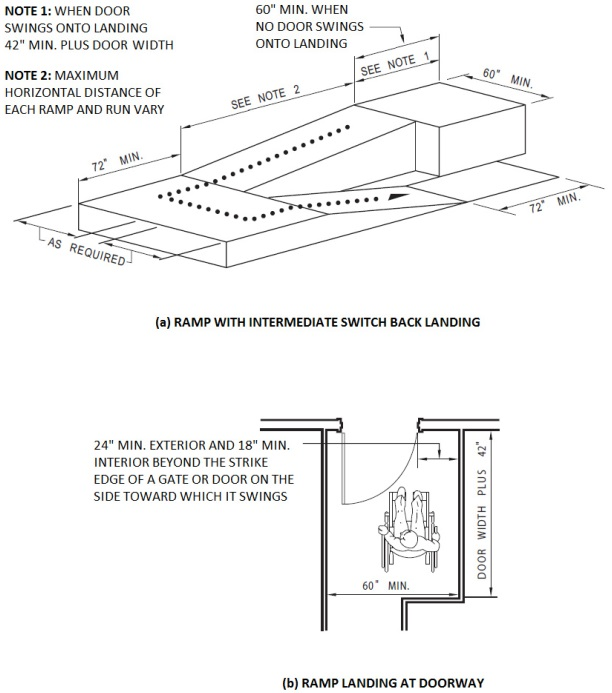 NOTE 1: WHEN DOOR
SWINGS ONTO LANDING
42" MIN. PLUS DOOR WIDTH
NOTE 2: MAXIMUM
HORIZONTAL DISTANCE OF
EACH RAMP AND RUN VARY
60" MIN. WHEN
NO DOOR SWINGS
ONTO LANDING
SEE NOTE 1
60" MIN.
SEE NOTE 2
72" MIN.
72" MIN.
AS REQUIRED
(a) RAMP WITH INTERMEDIATE SWITCH BACK LANDING
24" MIN. EXTERIOR AND 18" MIN.
INTERIOR BEYOND THE STRIKE
EDGE OF A GATE OR DOOR ON THE
SIDE TOWARD WHICH IT SWINGS
DOOR WIDTH PLUS 42"
60" MIN.
(b) RAMP LANDING AT DOORWAY